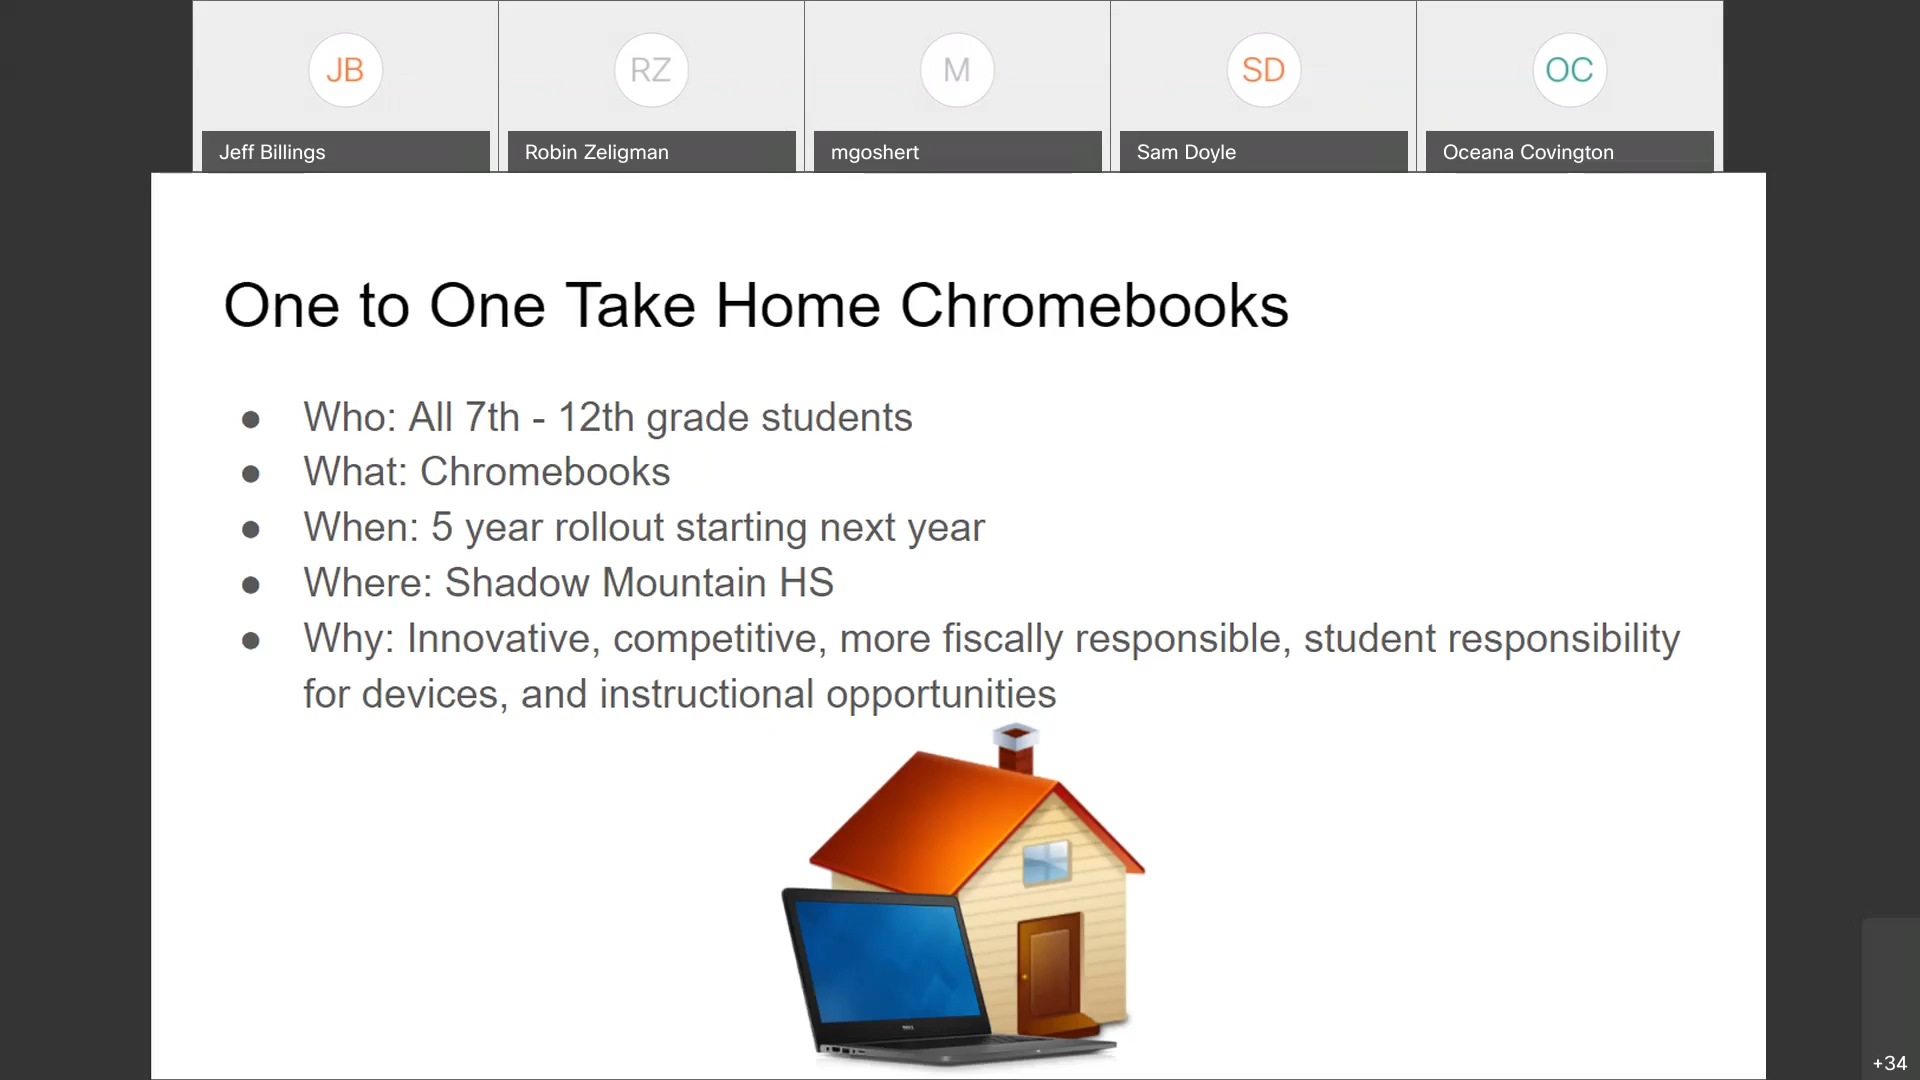 JB
RZ
M
SD
OC
Jeff Billings
Robin Zeligman
mgoshert
Sam Doyle
Oceana Covington
One to One Take Home Chromebooks
● Who: All 7th - 12th grade students
● What: Chromebooks
● When: 5 year rollout starting next year
● Where: Shadow Mountain HS
● Why: Innovative, competitive, more fiscally responsible, student responsibility
for devices, and instructional opportunities
DELL
+34